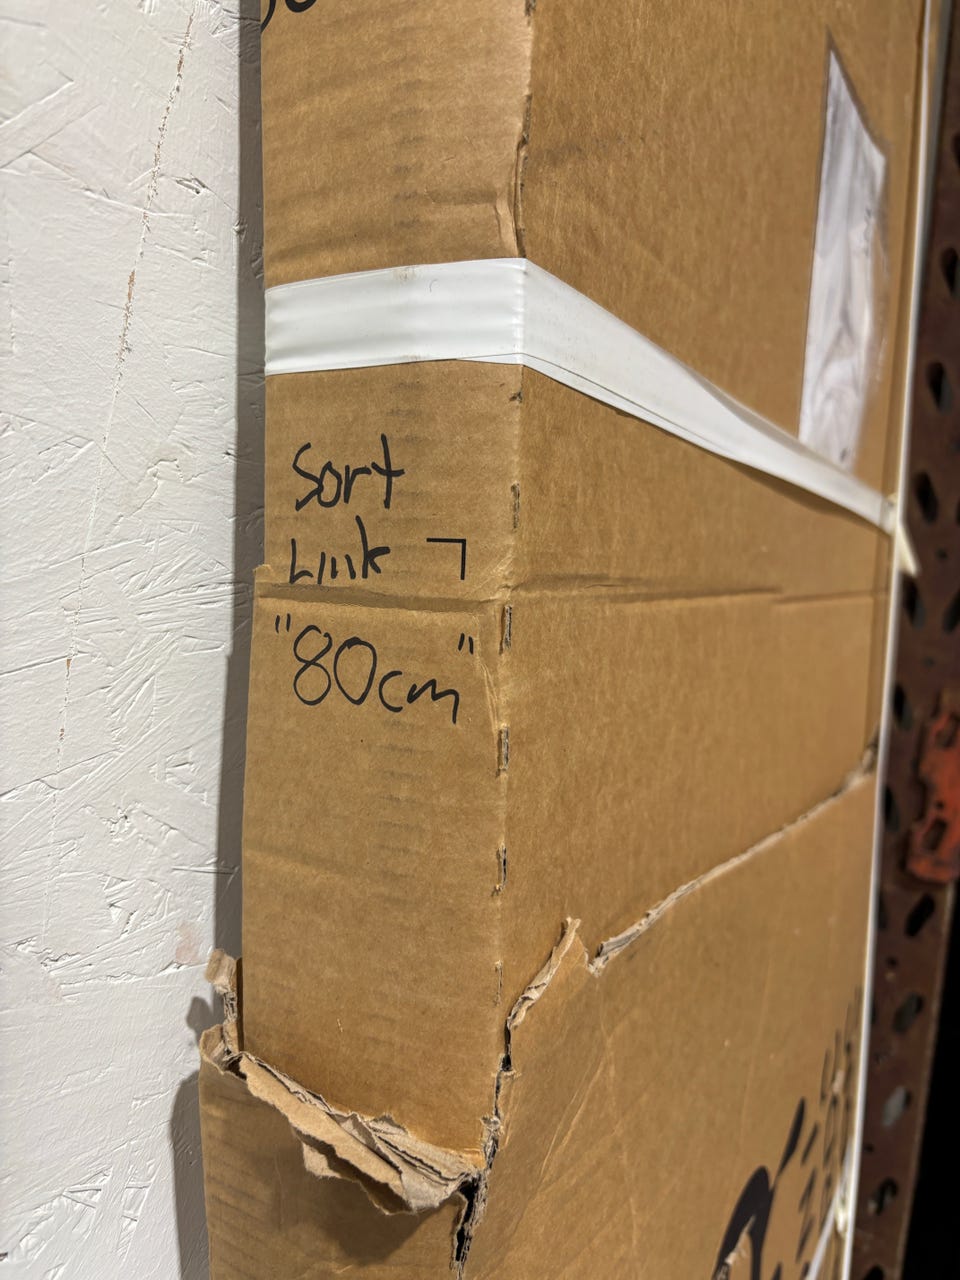 Sort
Link ㄱ
"80cm"